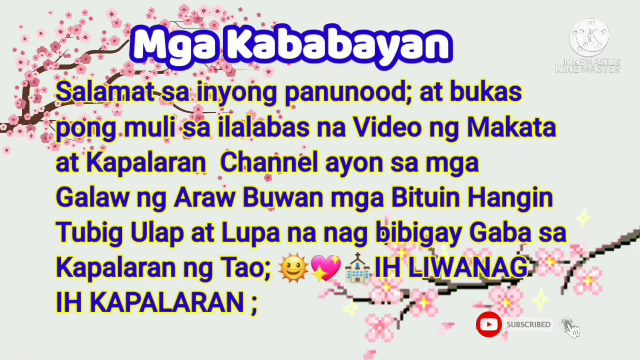 Mga Kababayan
KINEMASTER
KINEMASTER
Salamat sa inyong panunood; at bukas
pong muli sa ilalabas na Video ng Makata
at Kapalaran Channel ayon sa mga
Galaw ng Araw Buwan mga Bituin Hangin
Tubig Ulap at Lupa na nag bibigay Gaba sa
Kapalaran ng Tao; 🌞💖⛪IH LIWANAG
IH KAPALARAN ;
SUBSCRIBED